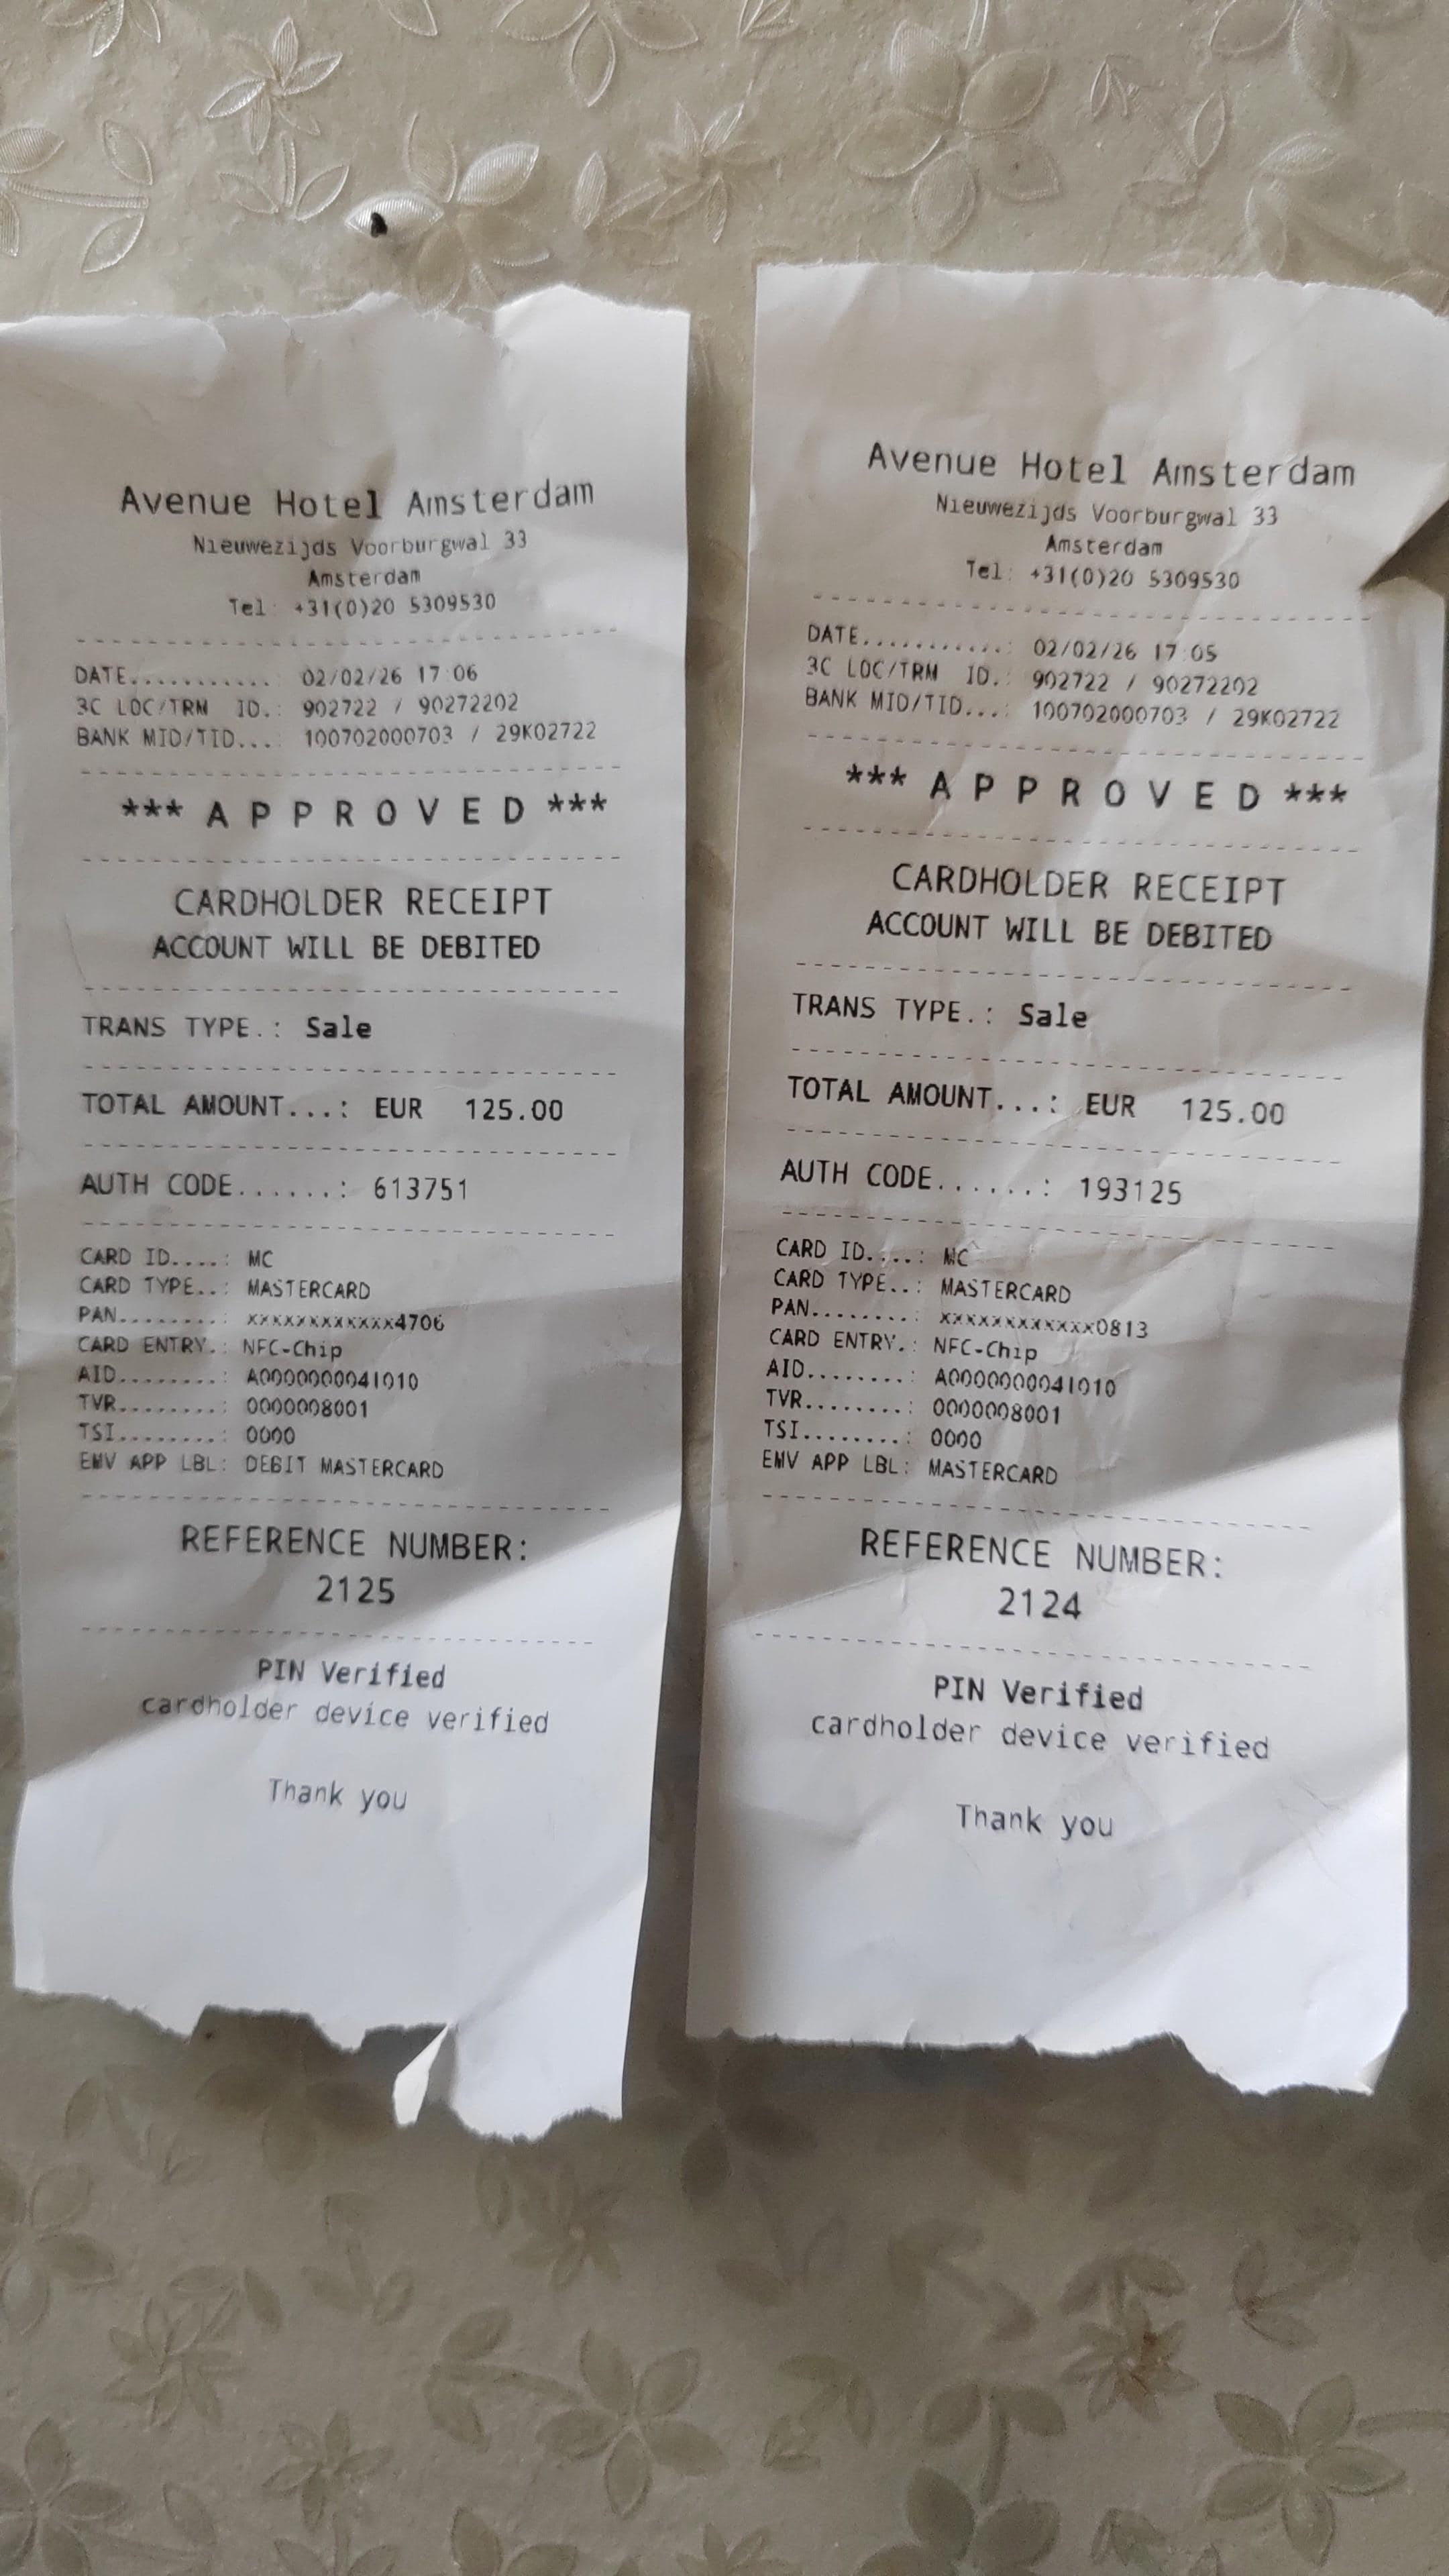 Avenue Hotel Amsterdam
Nieuwezijds Voorburgwal 33
Amsterdam
Tel: +31(0)20 5309530
DATE...........: 02/02/26 17:06
3C LOC/TRM ID.: 902722 / 90272202
BANK MID/TID...: 100702000703 / 29K02722
*** A P P R O V E D ***
CARDHOLDER RECEIPT
ACCOUNT WILL BE DEBITED
TRANS TYPE.: Sale
TOTAL AMOUNT...: EUR 125.00
AUTH CODE......: 613751
CARD ID....: MC
CARD TYPE..: MASTERCARD
PAN........: xxxxxxxxxxxx4706
CARD ENTRY.: NFC-Chip
AID........: A0000000041010
TVR........: 0000008001
TSI........: 0000
EMV APP LBL: DEBIT MASTERCARD
REFERENCE NUMBER:
2125
PIN Verified
cardholder device verified
Thank you
Avenue Hotel Amsterdam
Nieuwezijds Voorburgwal 33
Amsterdam
Tel: +31(0)20 5309530
DATE...........: 02/02/26 17:05
3C LOC/TRM ID.: 902722 / 90272202
BANK MID/TID...: 100702000703 / 29K02722
*** A P P R O V E D ***
CARDHOLDER RECEIPT
ACCOUNT WILL BE DEBITED
TRANS TYPE.: Sale
TOTAL AMOUNT...: EUR 125.00
AUTH CODE......: 193125
CARD ID....: MC
CARD TYPE..: MASTERCARD
PAN........: xxxxxxxxxxxx0813
CARD ENTRY.: NFC-Chip
AID........: A0000000041010
TVR........: 0000008001
TSI........: 0000
EMV APP LBL: MASTERCARD
REFERENCE NUMBER:
2124
PIN Verified
cardholder device verified
Thank you